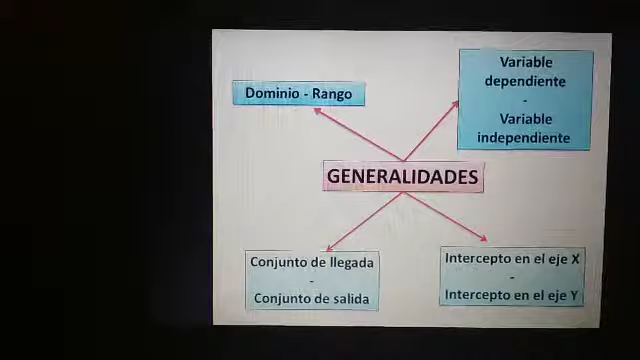 Dominio - Rango
Variable
dependiente
-
Variable
independiente
GENERALIDADES
Conjunto de llegada
-
Conjunto de salida
Intercepto en el eje X
-
Intercepto en el eje Y